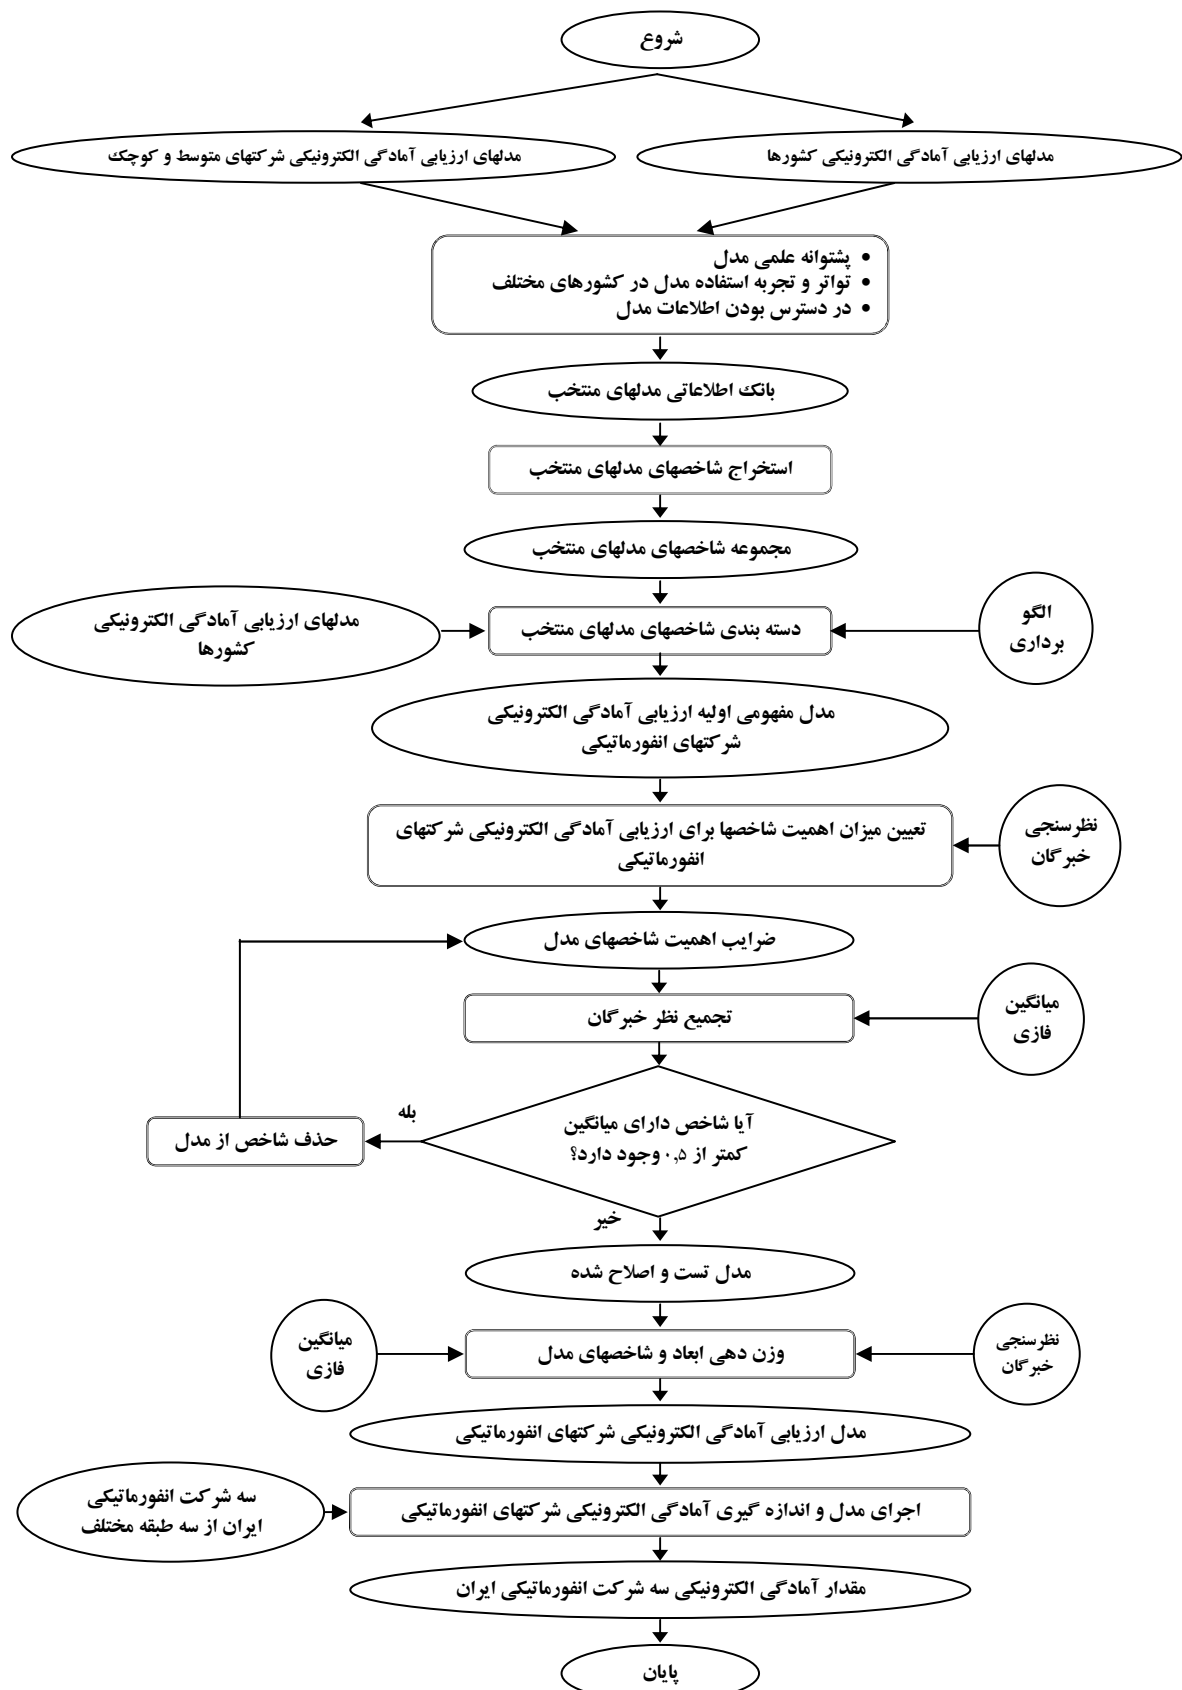 شروع
مدلهای ارزیابی آمادگی الکترونیکی کشورها
مدلهای ارزیابی آمادگی الکترونیکی شرکتهای متوسط و کوچک
• پشتوانه علمی مدل
• تواتر و تجربه استفاده مدل در کشورهای مختلف
• در دسترس بودن اطلاعات مدل
بانک اطلاعاتی مدلهای منتخب
استخراج شاخصهای مدلهای منتخب
مجموعه شاخصهای مدلهای منتخب
الگو
برداری
دسته بندی شاخصهای مدلهای منتخب
مدلهای ارزیابی آمادگی الکترونیکی
کشورها
مدل مفهومی اولیه ارزیابی آمادگی الکترونیکی
شرکتهای انفورماتیکی
نظرسنجی
خبرگان
تعیین میزان اهمیت شاخصها برای ارزیابی آمادگی الکترونیکی شرکتهای
انفورماتیکی
ضرایب اهمیت شاخصهای مدل
میانگین
فازی
تجمیع نظر خبرگان
آیا شاخص دارای میانگین
کمتر از ۰,۵ وجود دارد؟
بله
حذف شاخص از مدل
خیر
مدل تست و اصلاح شده
نظرسنجی
خبرگان
وزن دهی ابعاد و شاخصهای مدل
میانگین
فازی
مدل ارزیابی آمادگی الکترونیکی شرکتهای انفورماتیکی
اجرای مدل و اندازه گیری آمادگی الکترونیکی شرکتهای انفورماتیکی
سه شرکت انفورماتیکی
ایران از سه طبقه مختلف
مقدار آمادگی الکترونیکی سه شرکت انفورماتیکی ایران
پایان